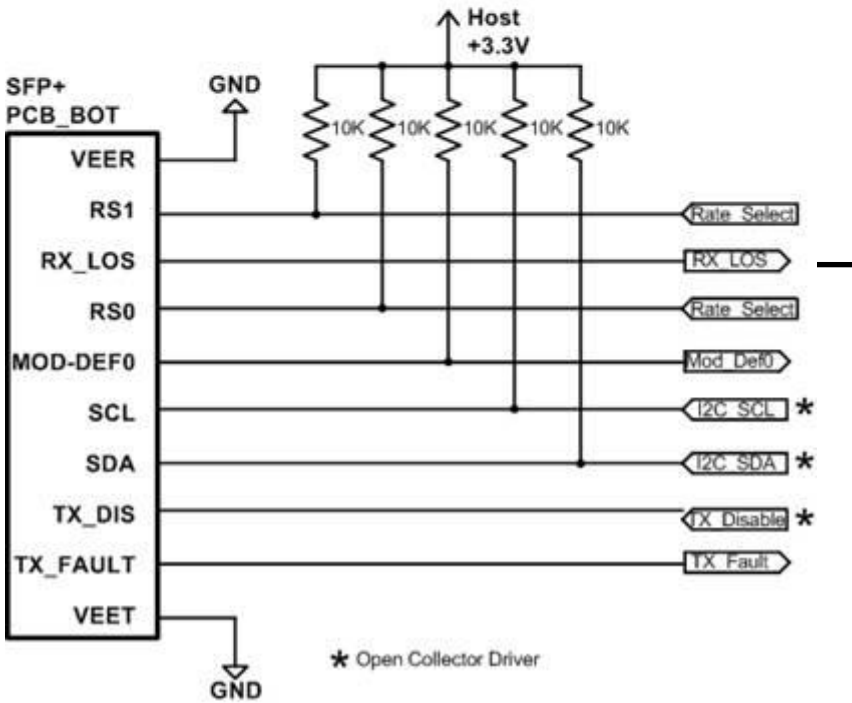 Host
+3.3V
SFP+
PCB_BOT
GND
10K 10K 10K 10K 10K
VEER
RS1 Rate_Select
RX_LOS RX_LOS
RS0 Rate_Select
MOD-DEF0 Mod_Def0
SCL I2C_SCL *
SDA I2C_SDA *
TX_DIS TX_Disable *
TX_FAULT TX_Fault
VEET
* Open Collector Driver
GND